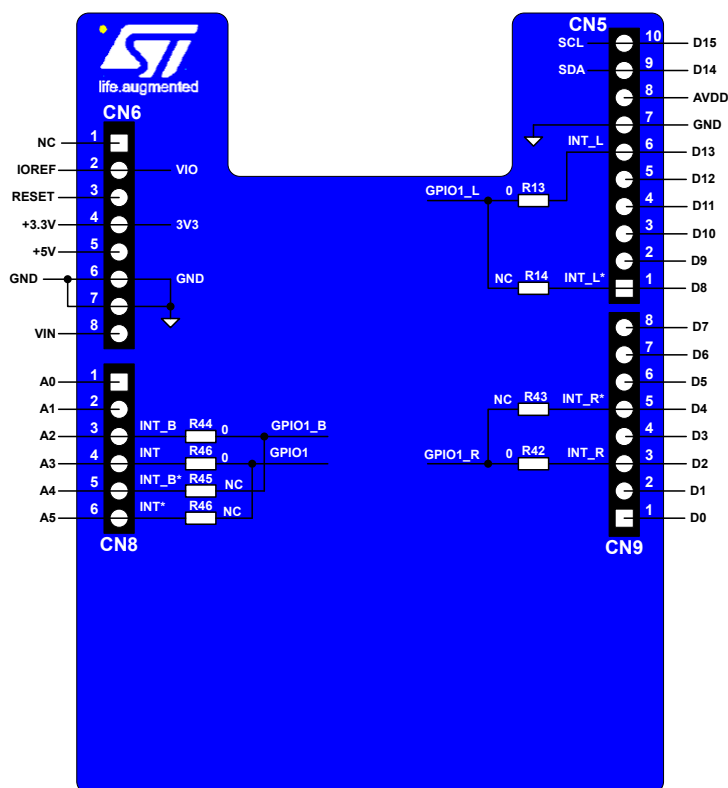 life.augmented
CN6
NC 1
IOREF 2 VIO
RESET 3
+3.3V 4 3V3
+5V 5
GND 6 GND
7
VIN 8
A0 1
A1 2
A2 3 INT_B R44 0 GPIO1_B
A3 4 INT R46 0 GPIO1
A4 5 INT_B* R45 NC
A5 6 INT* R46 NC
CN8
CN5
SCL 10 D15
SDA 9 D14
8 AVDD
7 GND
INT_L 6 D13
GPIO1_L 0 R13
5 D12
4 D11
3 D10
2 D9
NC R14 INT_L* 1 D8
8 D7
7 D6
6 D5
NC R43 INT_R* 5 D4
4 D3
GPIO1_R 0 R42 INT_R 3 D2
2 D1
1 D0
CN9